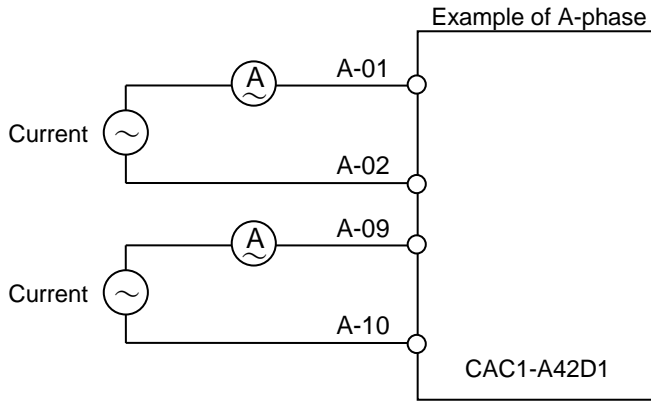 Example of A-phase
A-01
A
Current
A-02
A-09
A
Current
A-10
CAC1-A42D1